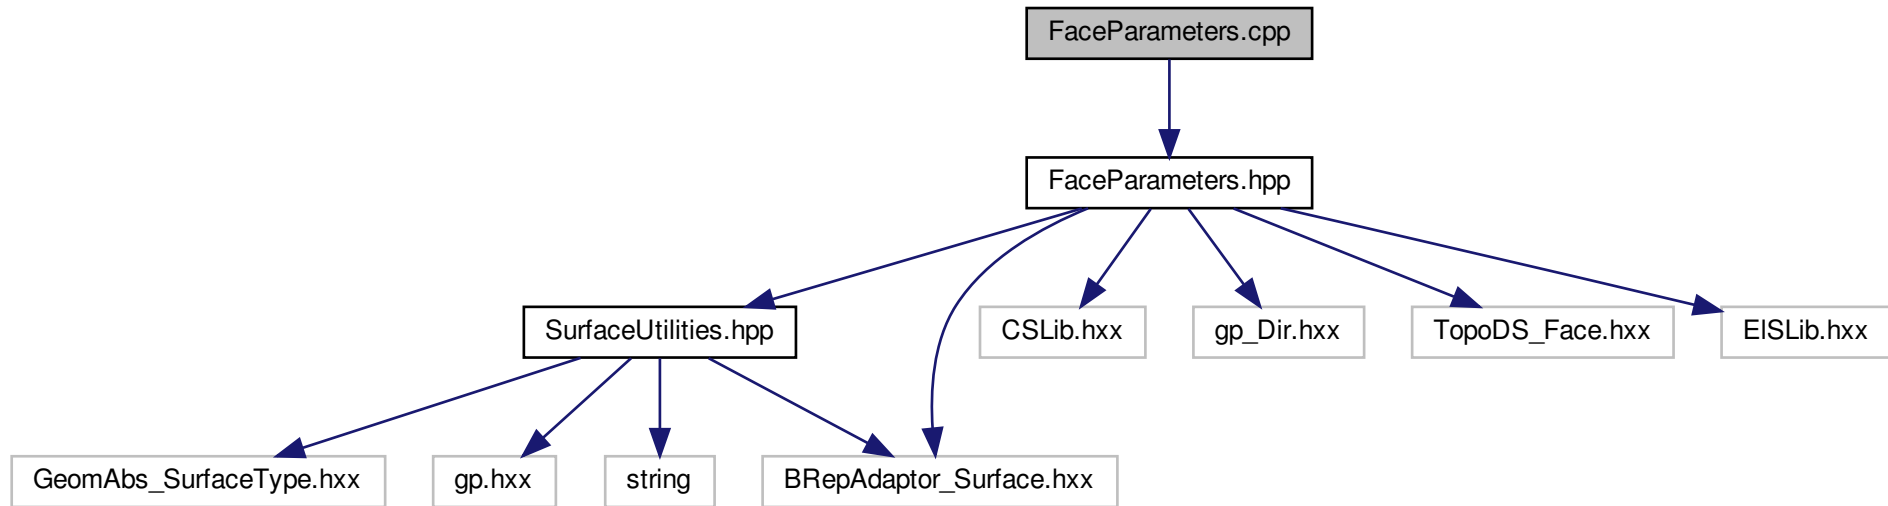 FaceParameters.cpp
FaceParameters.hpp
SurfaceUtilities.hpp
CSLib.hxx
gp_Dir.hxx
TopoDS_Face.hxx
ElSLib.hxx
GeomAbs_SurfaceType.hxx
gp.hxx
string
BRepAdaptor_Surface.hxx